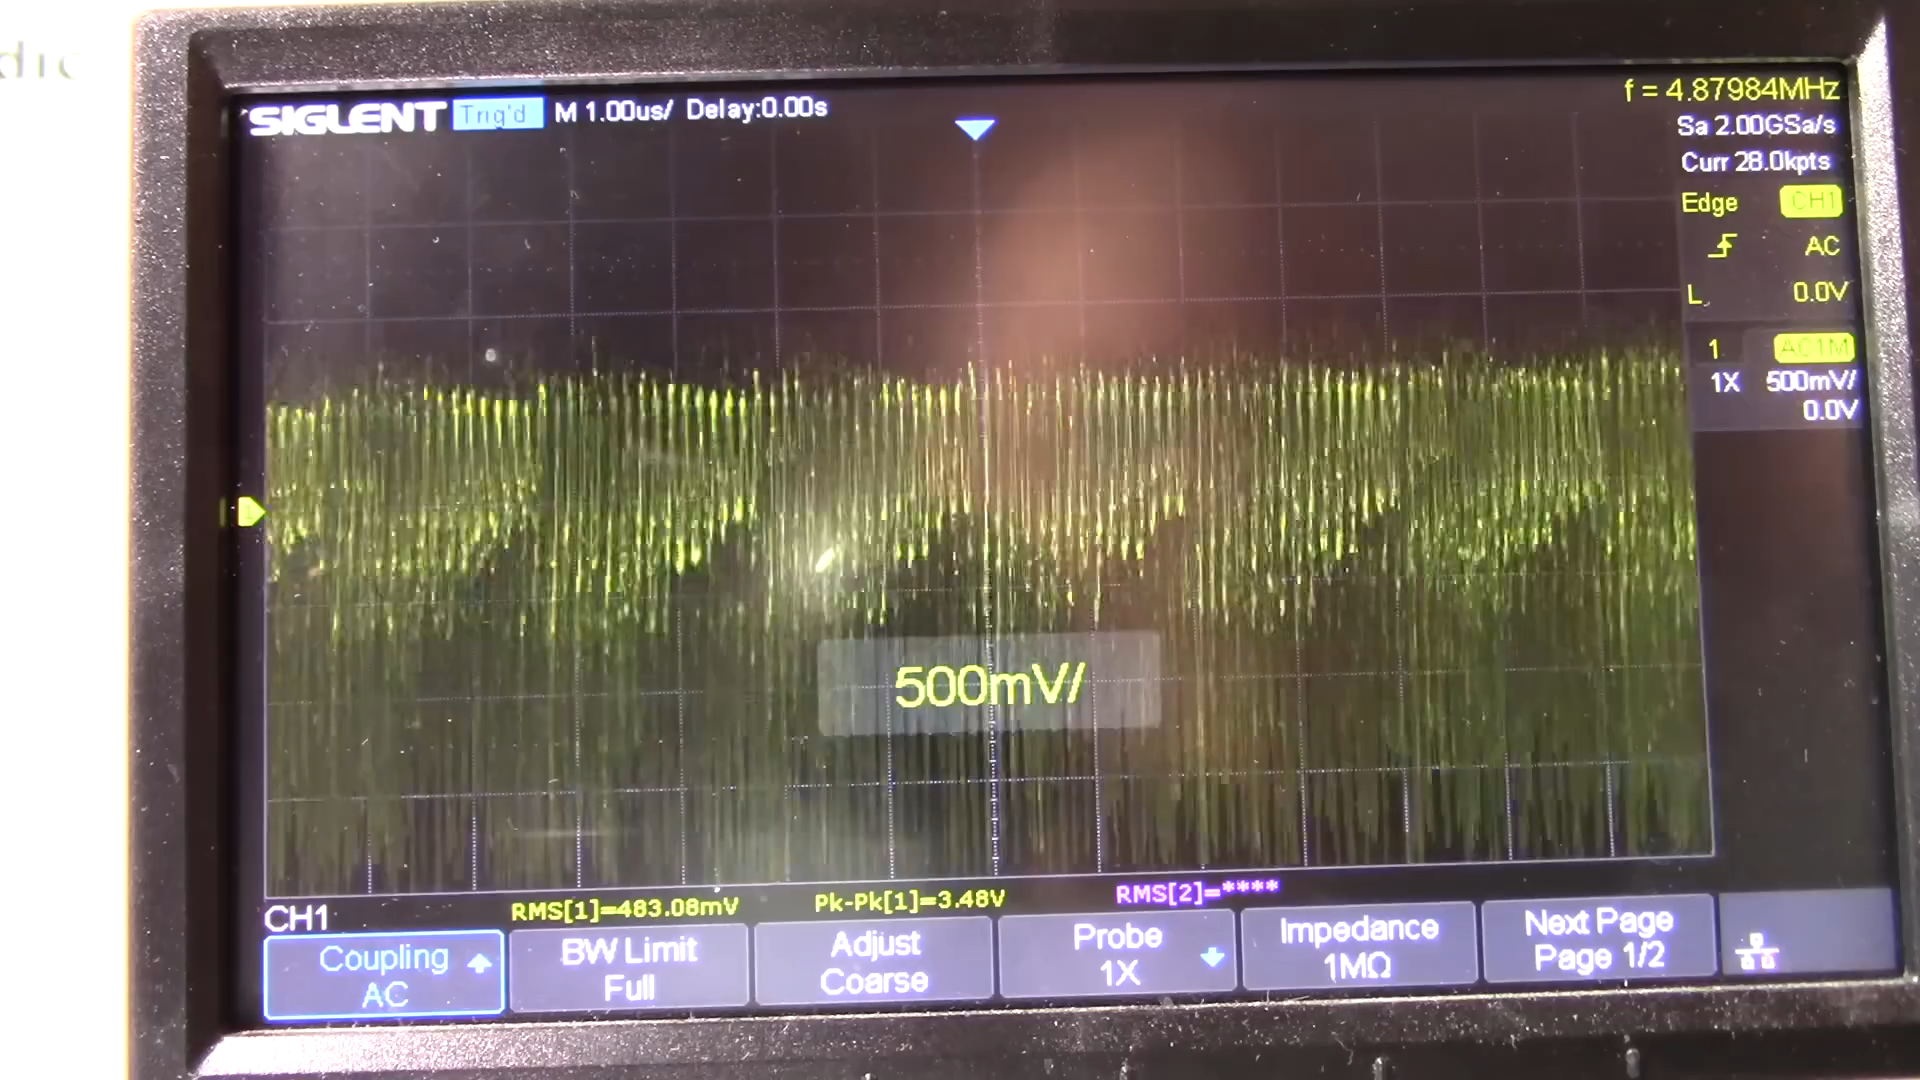 SIGLENT Trig'd M 1.00us/ Delay:0.00s
f = 4.87984MHz
Sa 2.00GSa/s
Curr 28.0kpts
Edge CH1
AC
L 0.0V
1 AC1M
1X 500mV/
0.0V
500mV/
RMS[1]=483.08mV Pk-Pk[1]=3.48V RMS[2]=****
CH1
Coupling
AC
BW Limit
Full
Adjust
Coarse
Probe
1X
Impedance
1MΩ
Next Page
Page 1/2